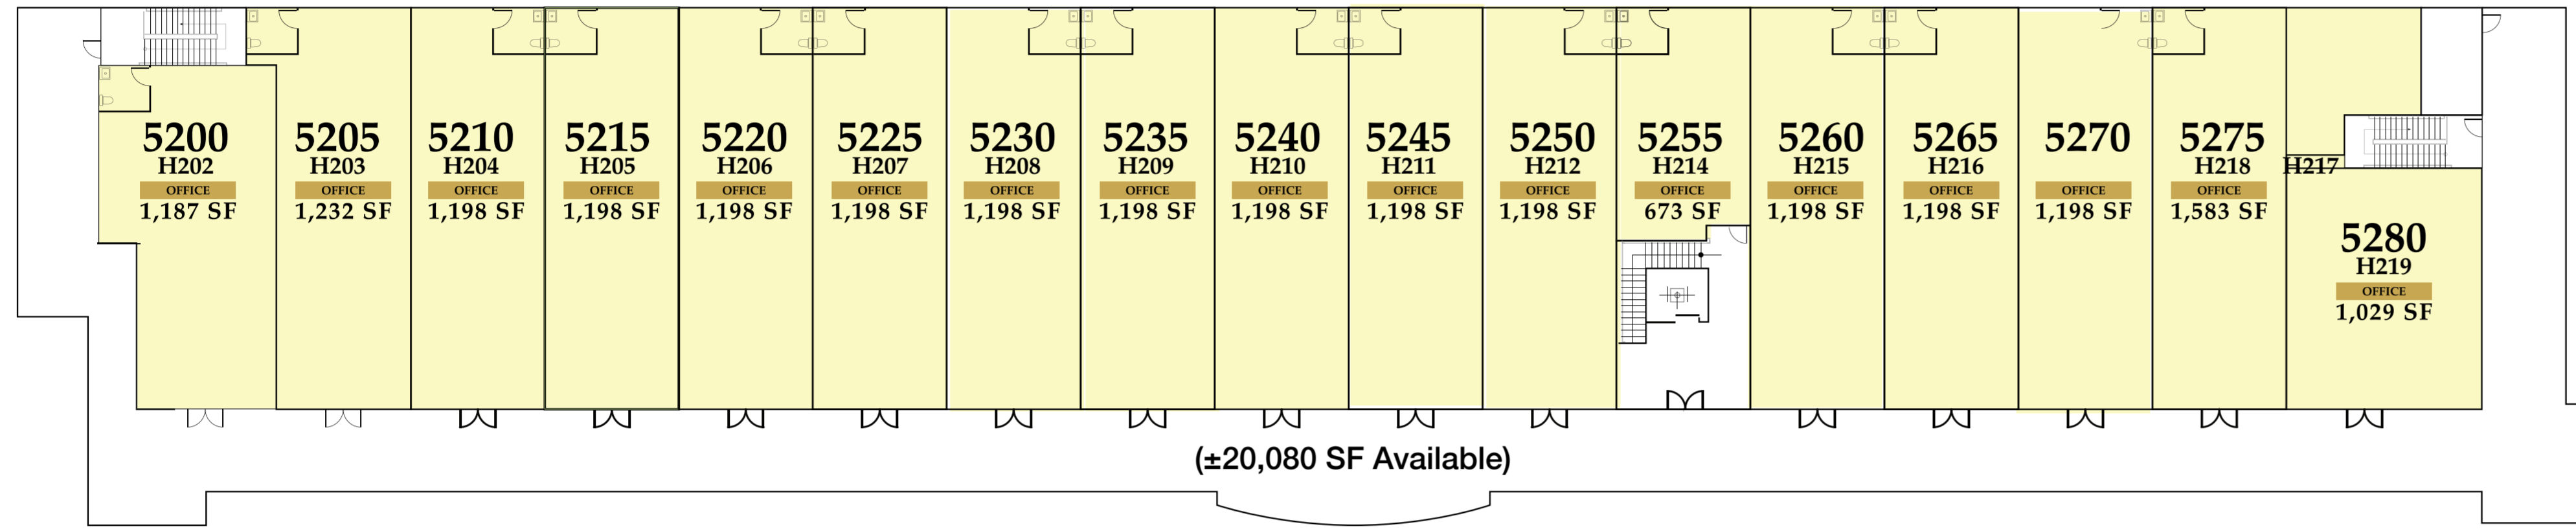 5200
H202
OFFICE
1,187 SF
5205
H203
OFFICE
1,232 SF
5210
H204
OFFICE
1,198 SF
5215
H205
OFFICE
1,198 SF
5220
H206
OFFICE
1,198 SF
5225
H207
OFFICE
1,198 SF
5230
H208
OFFICE
1,198 SF
5235
H209
OFFICE
1,198 SF
5240
H210
OFFICE
1,198 SF
5245
H211
OFFICE
1,198 SF
5250
H212
OFFICE
1,198 SF
5255
H214
OFFICE
673 SF
5260
H215
OFFICE
1,198 SF
5265
H216
OFFICE
1,198 SF
5270
OFFICE
1,198 SF
5275
H218
OFFICE
1,583 SF
H217
5280
H219
OFFICE
1,029 SF
(±20,080 SF Available)